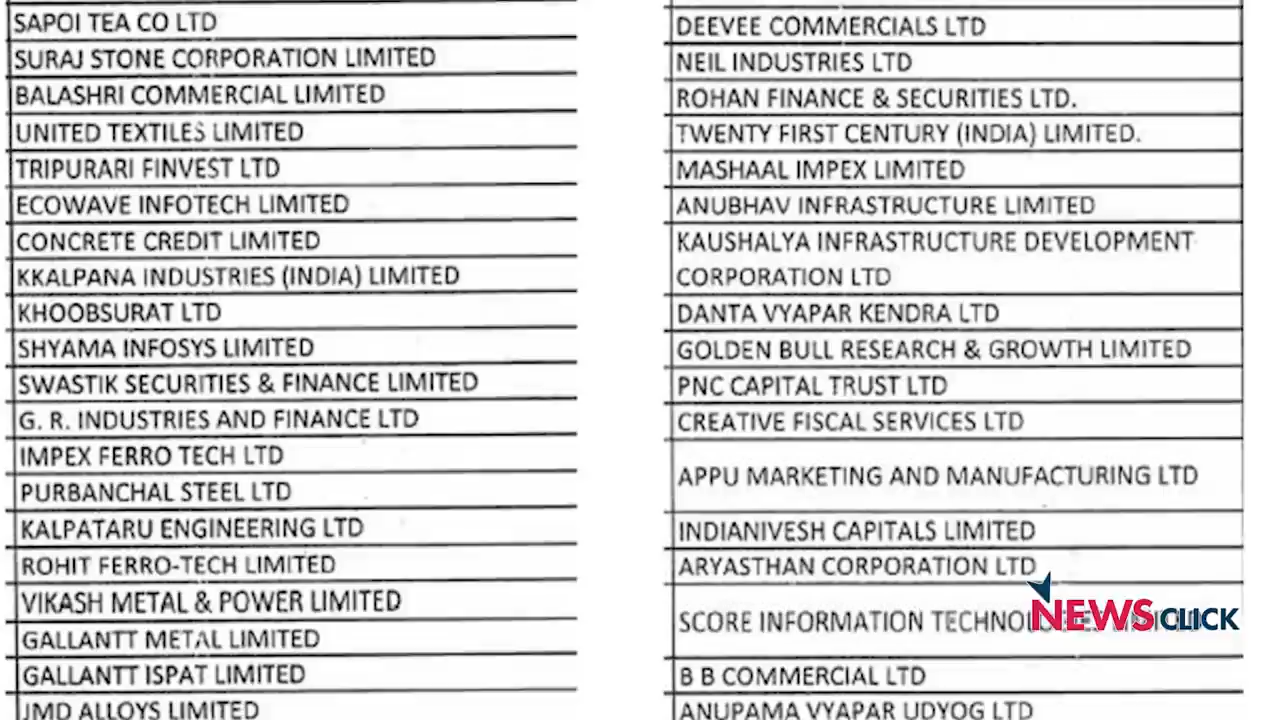 SAPOI TEA CO LTD
SURAJ STONE CORPORATION LIMITED
BALASHRI COMMERCIAL LIMITED
UNITED TEXTILES LIMITED
TRIPURARI FINVEST LTD
ECOWAVE INFOTECH LIMITED
CONCRETE CREDIT LIMITED
KKALPANA INDUSTRIES (INDIA) LIMITED
KHOOBSURAT LTD
SHYAMA INFOSYS LIMITED
SWASTIK SECURITIES & FINANCE LIMITED
G. R. INDUSTRIES AND FINANCE LTD
IMPEX FERRO TECH LTD
PURBANCHAL STEEL LTD
KALPATARU ENGINEERING LTD
ROHIT FERRO-TECH LIMITED
VIKASH METAL & POWER LIMITED
GALLANTT METAL LIMITED
GALLANTT ISPAT LIMITED
JMD ALLOYS LIMITED
DEEVEE COMMERCIALS LTD
NEIL INDUSTRIES LTD
ROHAN FINANCE & SECURITIES LTD.
TWENTY FIRST CENTURY (INDIA) LIMITED.
MASHAAL IMPEX LIMITED
ANUBHAV INFRASTRUCTURE LIMITED
KAUSHALYA INFRASTRUCTURE DEVELOPMENT
CORPORATION LTD
DANTA VYAPAR KENDRA LTD
GOLDEN BULL RESEARCH & GROWTH LIMITED
PNC CAPITAL TRUST LTD
CREATIVE FISCAL SERVICES LTD
APPU MARKETING AND MANUFACTURING LTD
INDIANIVESH CAPITALS LIMITED
ARYASTHAN CORPORATION LTD
SCORE INFORMATION TECHNOLOGIES LIMITED
NEWSCLICK
B B COMMERCIAL LTD
ANUPAMA VYAPAR UDYOG LTD